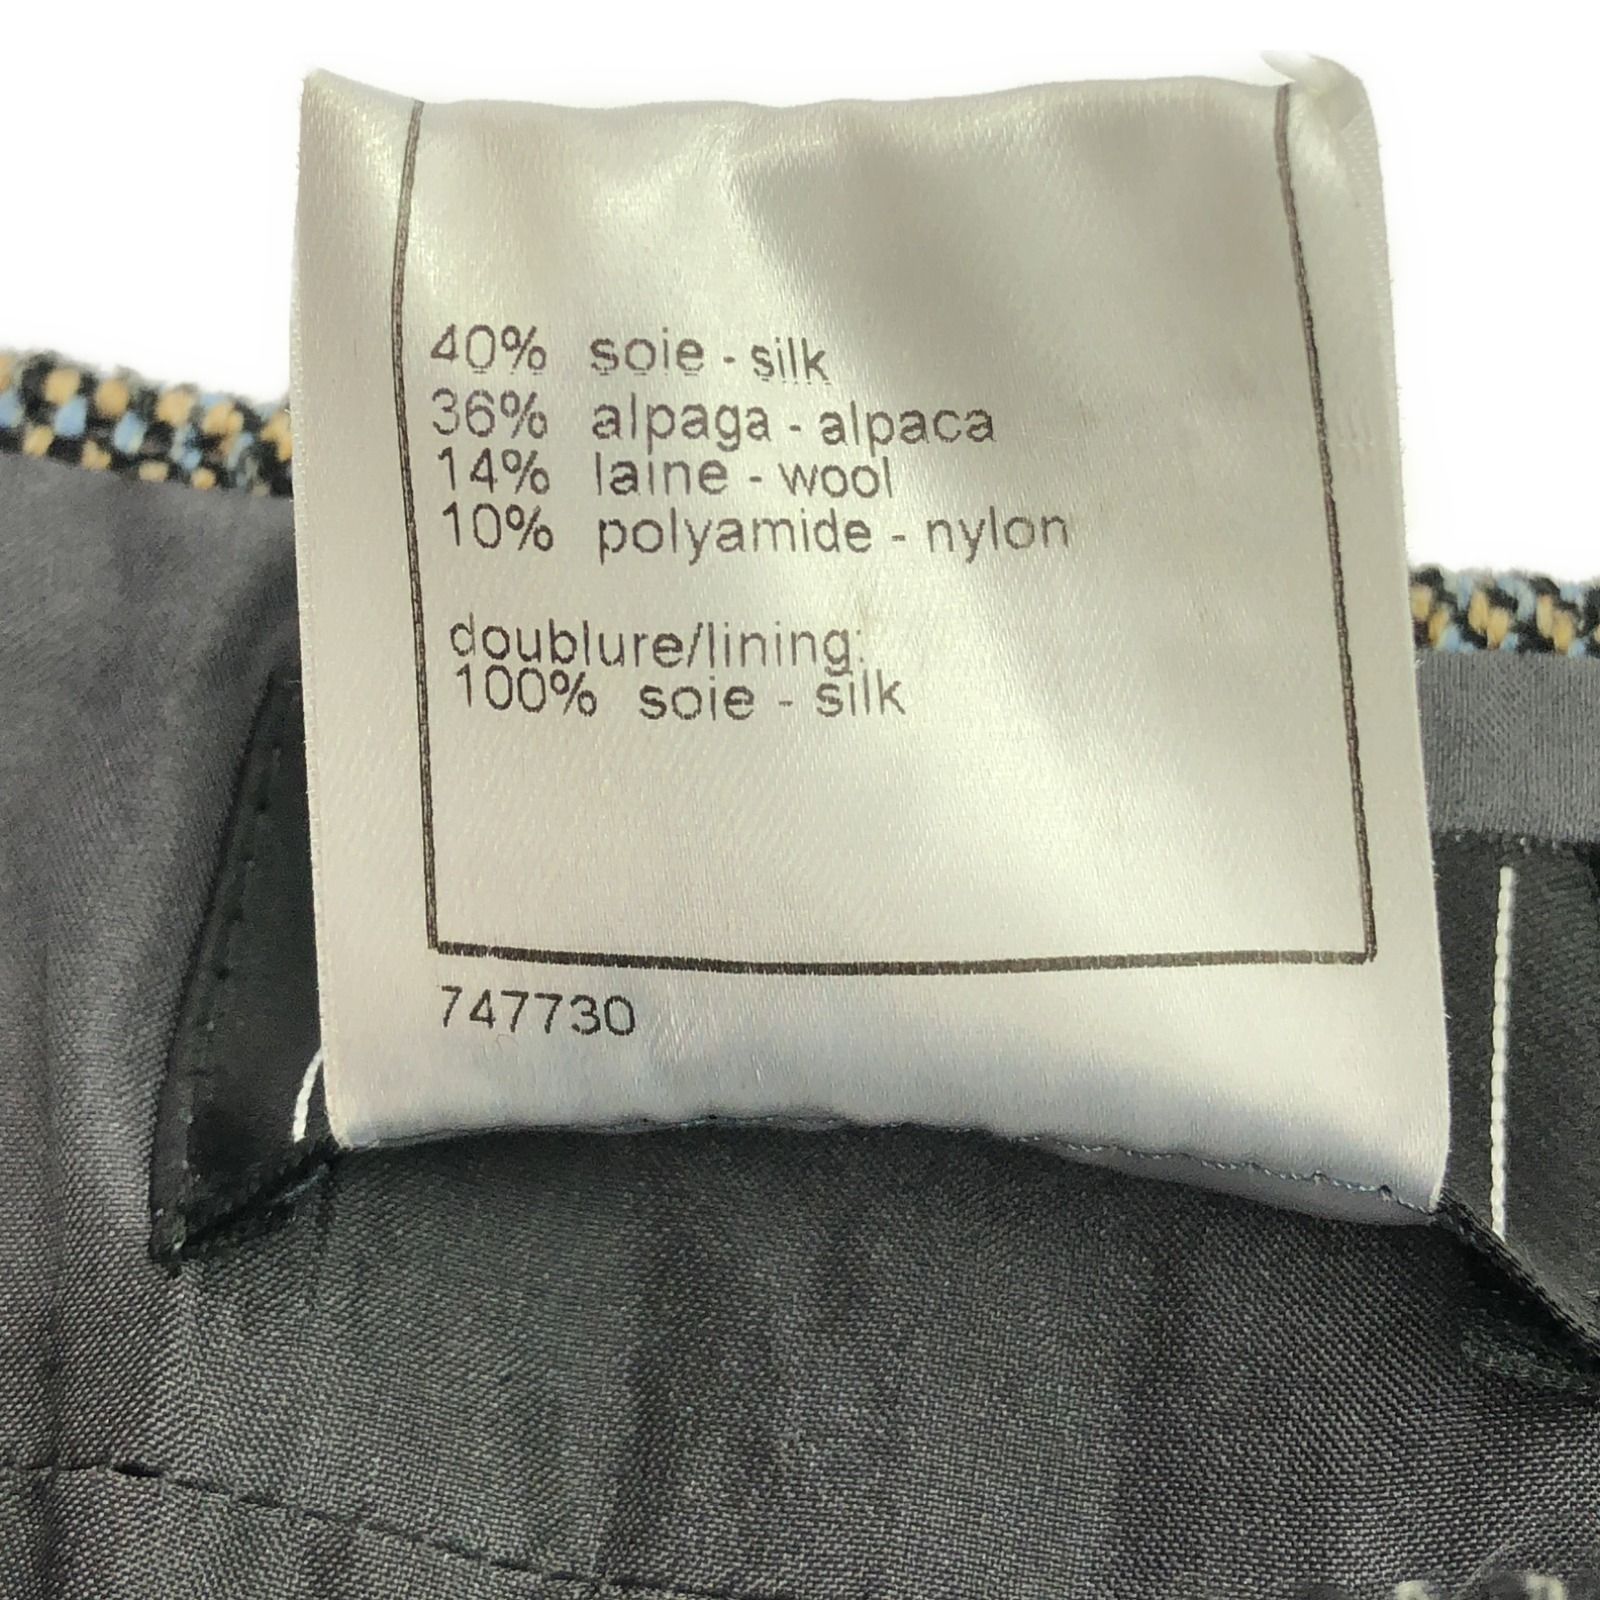 40% soie - silk
36% alpaga - alpaca
14% laine - wool
10% polyamide - nylon
doublure/lining:
100% soie - silk
747730